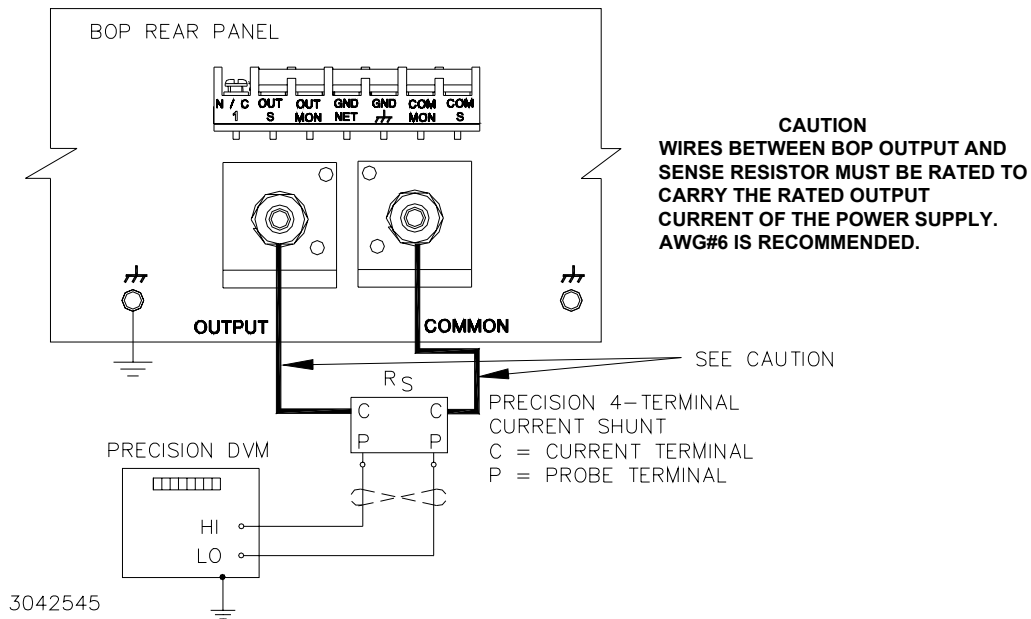 BOP REAR PANEL
N / C OUT OUT GND GND COM COM
1 S MON NET MON S
CAUTION
WIRES BETWEEN BOP OUTPUT AND
SENSE RESISTOR MUST BE RATED TO
CARRY THE RATED OUTPUT
CURRENT OF THE POWER SUPPLY.
AWG#6 IS RECOMMENDED.
OUTPUT
COMMON
SEE CAUTION
RS
C C
P P
PRECISION 4-TERMINAL
CURRENT SHUNT
C = CURRENT TERMINAL
P = PROBE TERMINAL
PRECISION DVM
HI
LO
3042545